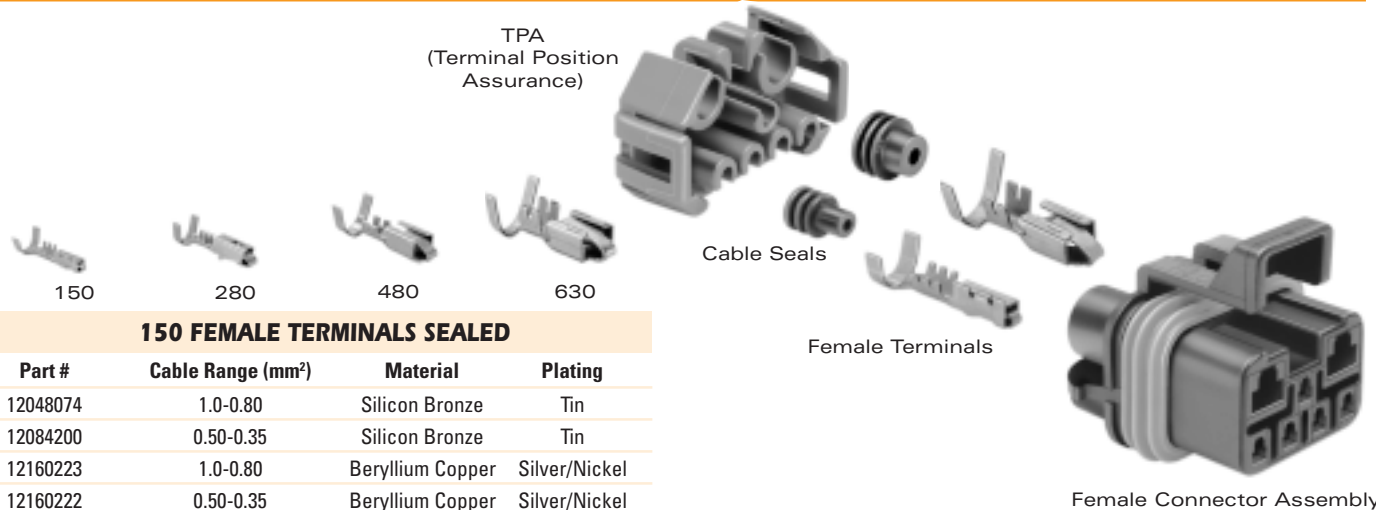 TPA
(Terminal Position
Assurance)
Cable Seals
150 280 480 630
Female Terminals
Female Connector Assembly
150 FEMALE TERMINALS SEALED
Part # Cable Range (mm²) Material Plating
12048074 1.0-0.80 Silicon Bronze Tin
12084200 0.50-0.35 Silicon Bronze Tin
12160223 1.0-0.80 Beryllium Copper Silver/Nickel
12160222 0.50-0.35 Beryllium Copper Silver/Nickel